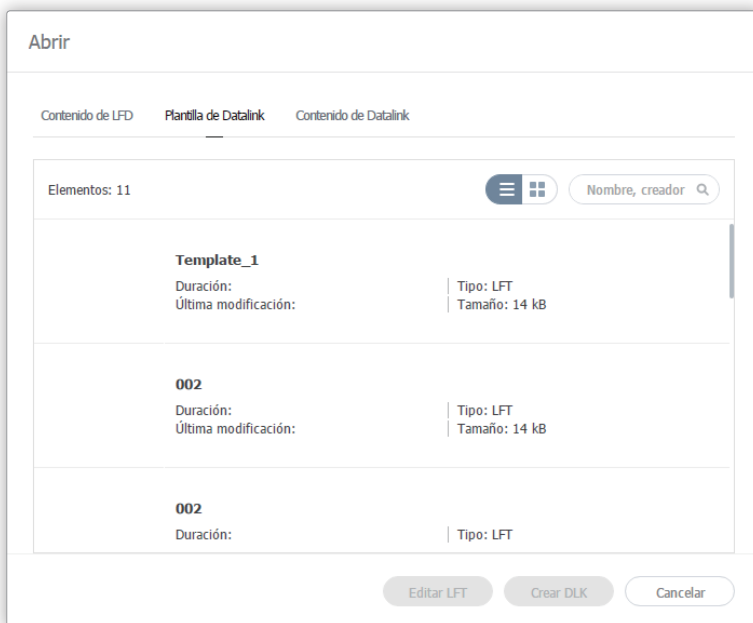 Abrir
Contenido de LFD Plantilla de Datalink Contenido de Datalink
Elementos: 11 Nombre, creador
Template_1
Duración: Tipo: LFT
Última modificación: Tamaño: 14 kB
002
Duración: Tipo: LFT
Última modificación: Tamaño: 14 kB
002
Duración: Tipo: LFT
Editar LFT Crear DLK Cancelar